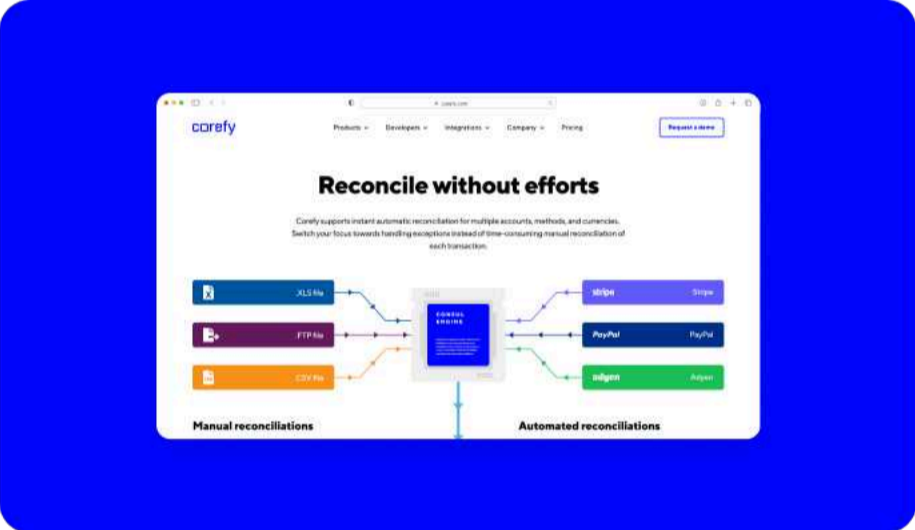 corefy
Products
Developers
Integrations
Company
Pricing
Request a demo
Reconcile without efforts
Corefy supports instant automatic reconciliation for multiple accounts, methods, and currencies.
Switch your focus towards handling exceptions instead of time-consuming manual reconciliation of
each transaction.
.XLS file
stripe
Stripe
CONSUL
ENGINE
.FTP file
PayPal
PayPal
.CSV file
adyen
Adyen
Manual reconciliations
Automated reconciliations